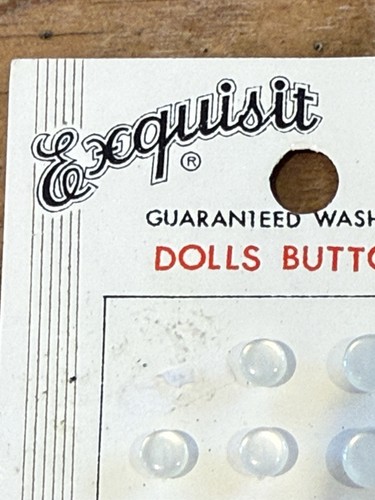 Exquisit
®
GUARANTEED WASH
DOLLS BUTTO